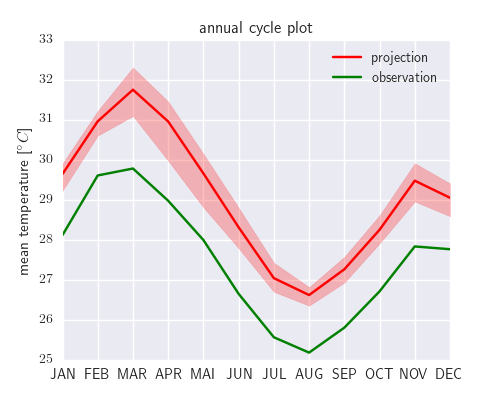 annual cycle plot
mean temperature [°C]
33
32
31
30
29
28
27
26
25
projection
observation
JAN FEB MAR APR MAI JUN JUL AUG SEP OCT NOV DEC